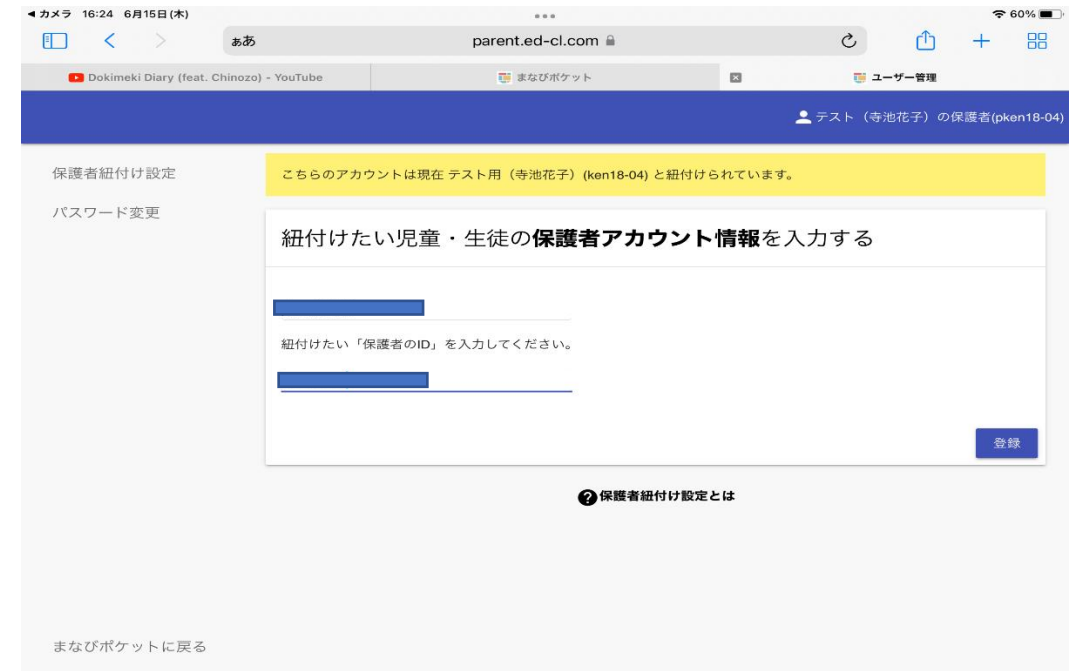 ◀カメラ 16:24 6月15日(木)
60%
ああ
parent.ed-cl.com
Dokimeki Diary (feat. Chinozo) - YouTube
まなびポケット
ユーザー管理
テスト（寺池花子）の保護者(pken18-04)
保護者紐付け設定
パスワード変更
こちらのアカウントは現在 テスト用（寺池花子）(ken18-04) と紐付けられています。
紐付けたい児童・生徒の保護者アカウント情報を入力する
紐付けたい「保護者のID」を入力してください。
登録
?保護者紐付け設定とは
まなびポケットに戻る